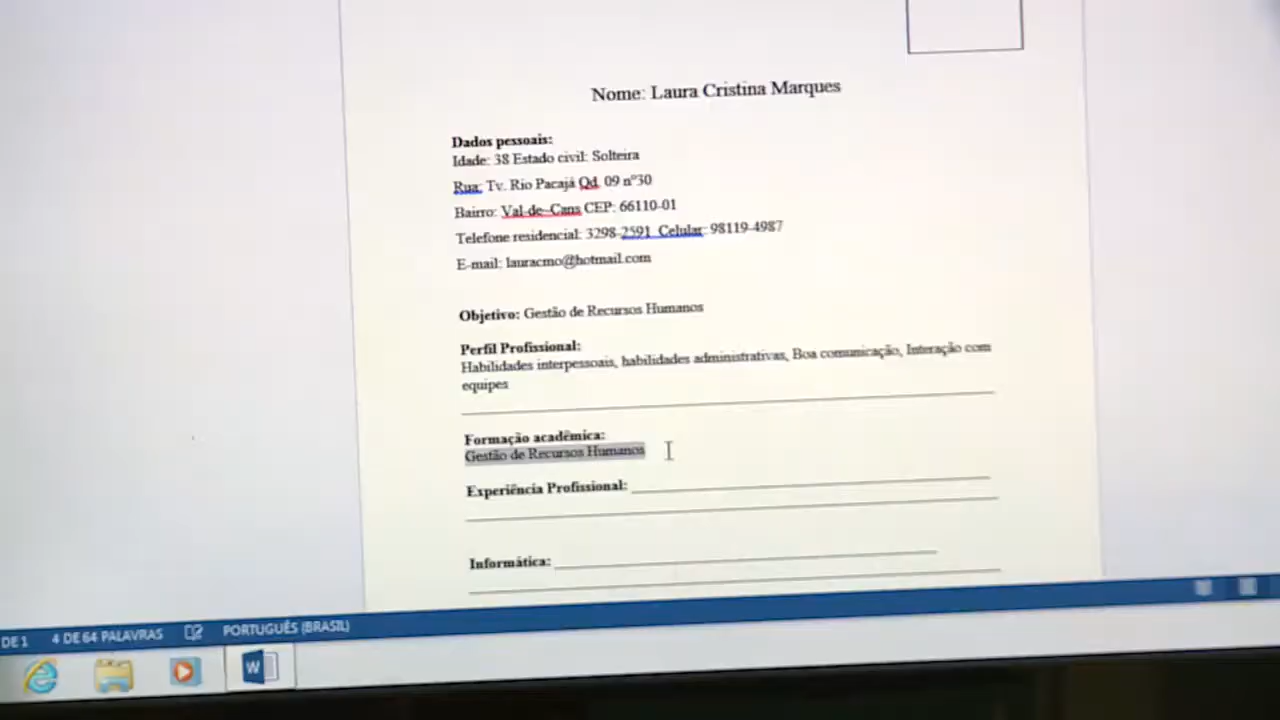 Nome: Laura Cristina Marques
Dados pessoais:
Idade: 38 Estado civil: Solteira
Rua: Tv. Rio Pacajá Qd. 09 nº30
Bairro: Val-de-Cans CEP: 66110-01
Telefone residencial: 3298-2591 Celular: 98119-4987
E-mail: lauracmo@hotmail.com
Objetivo: Gestão de Recursos Humanos
Perfil Profissional:
Habilidades interpessoais, habilidades administrativas, Boa comunicação, Interação com
equipes
Formação acadêmica:
Gestão de Recursos Humanos
Experiência Profissional:
Informática:
DE 1 4 DE 64 PALAVRAS PORTUGUÊS (BRASIL)
W